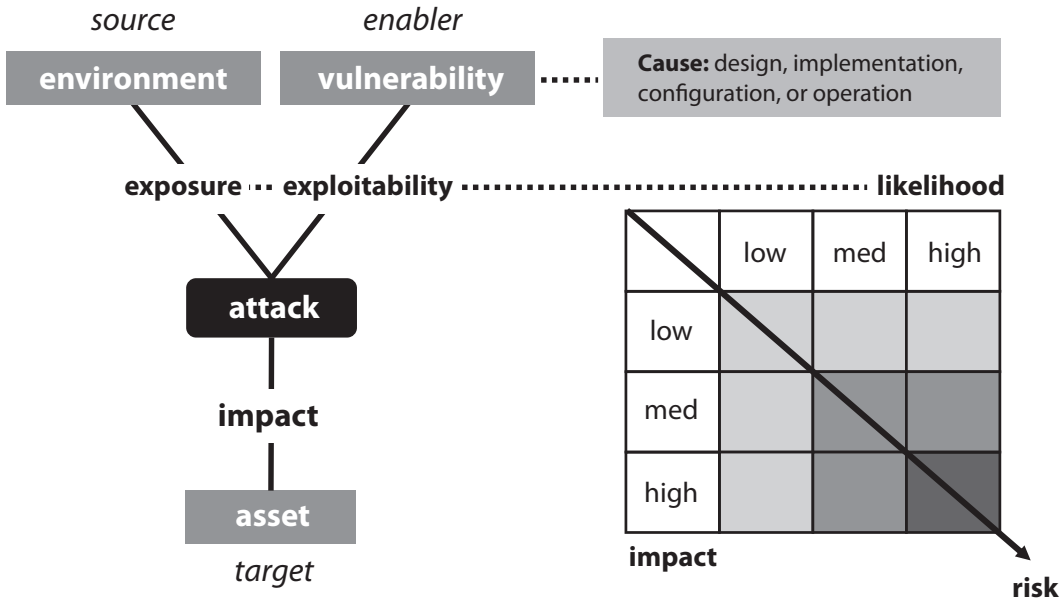 source
enabler
environment
vulnerability
Cause: design, implementation,
configuration, or operation
exposure
exploitability
likelihood
low
med
high
attack
low
impact
med
high
asset
target
impact
risk